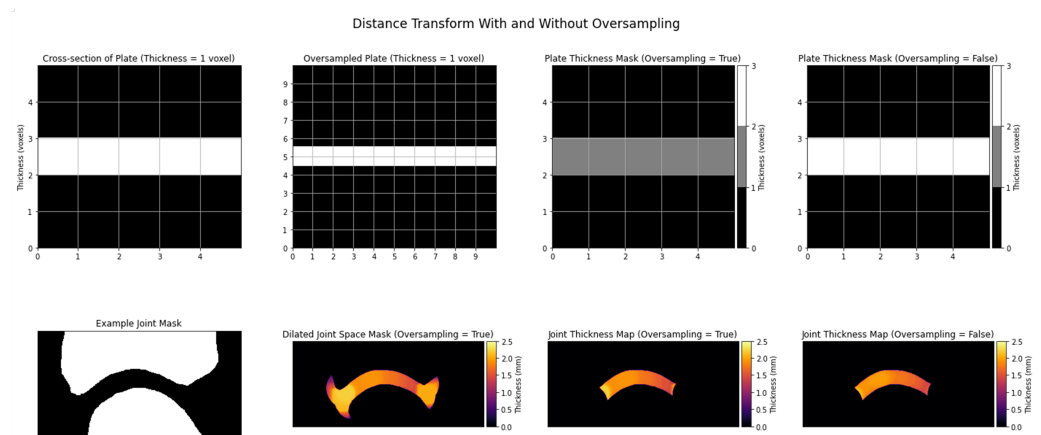 Distance Transform With and Without Oversampling
Cross-section of Plate (Thickness = 1 voxel)
Thickness (voxels)
4
3
2
1
0
0 1 2 3 4
Oversampled Plate (Thickness = 1 voxel)
9
8
7
6
5
4
3
2
1
0
0 1 2 3 4 5 6 7 8 9
Plate Thickness Mask (Oversampling = True)
4
3
2
1
0
0 1 2 3 4
3
2
1
0
Thickness (voxels)
Plate Thickness Mask (Oversampling = False)
4
3
2
1
0
0 1 2 3 4
3
2
1
0
Thickness (voxels)
Example Joint Mask
Dilated Joint Space Mask (Oversampling = True)
2.5
2.0
1.5
1.0
0.5
0.0
Thickness (mm)
Joint Thickness Map (Oversampling = True)
2.5
2.0
1.5
1.0
0.5
0.0
Thickness (mm)
Joint Thickness Map (Oversampling = False)
2.5
2.0
1.5
1.0
0.5
0.0
Thickness (mm)